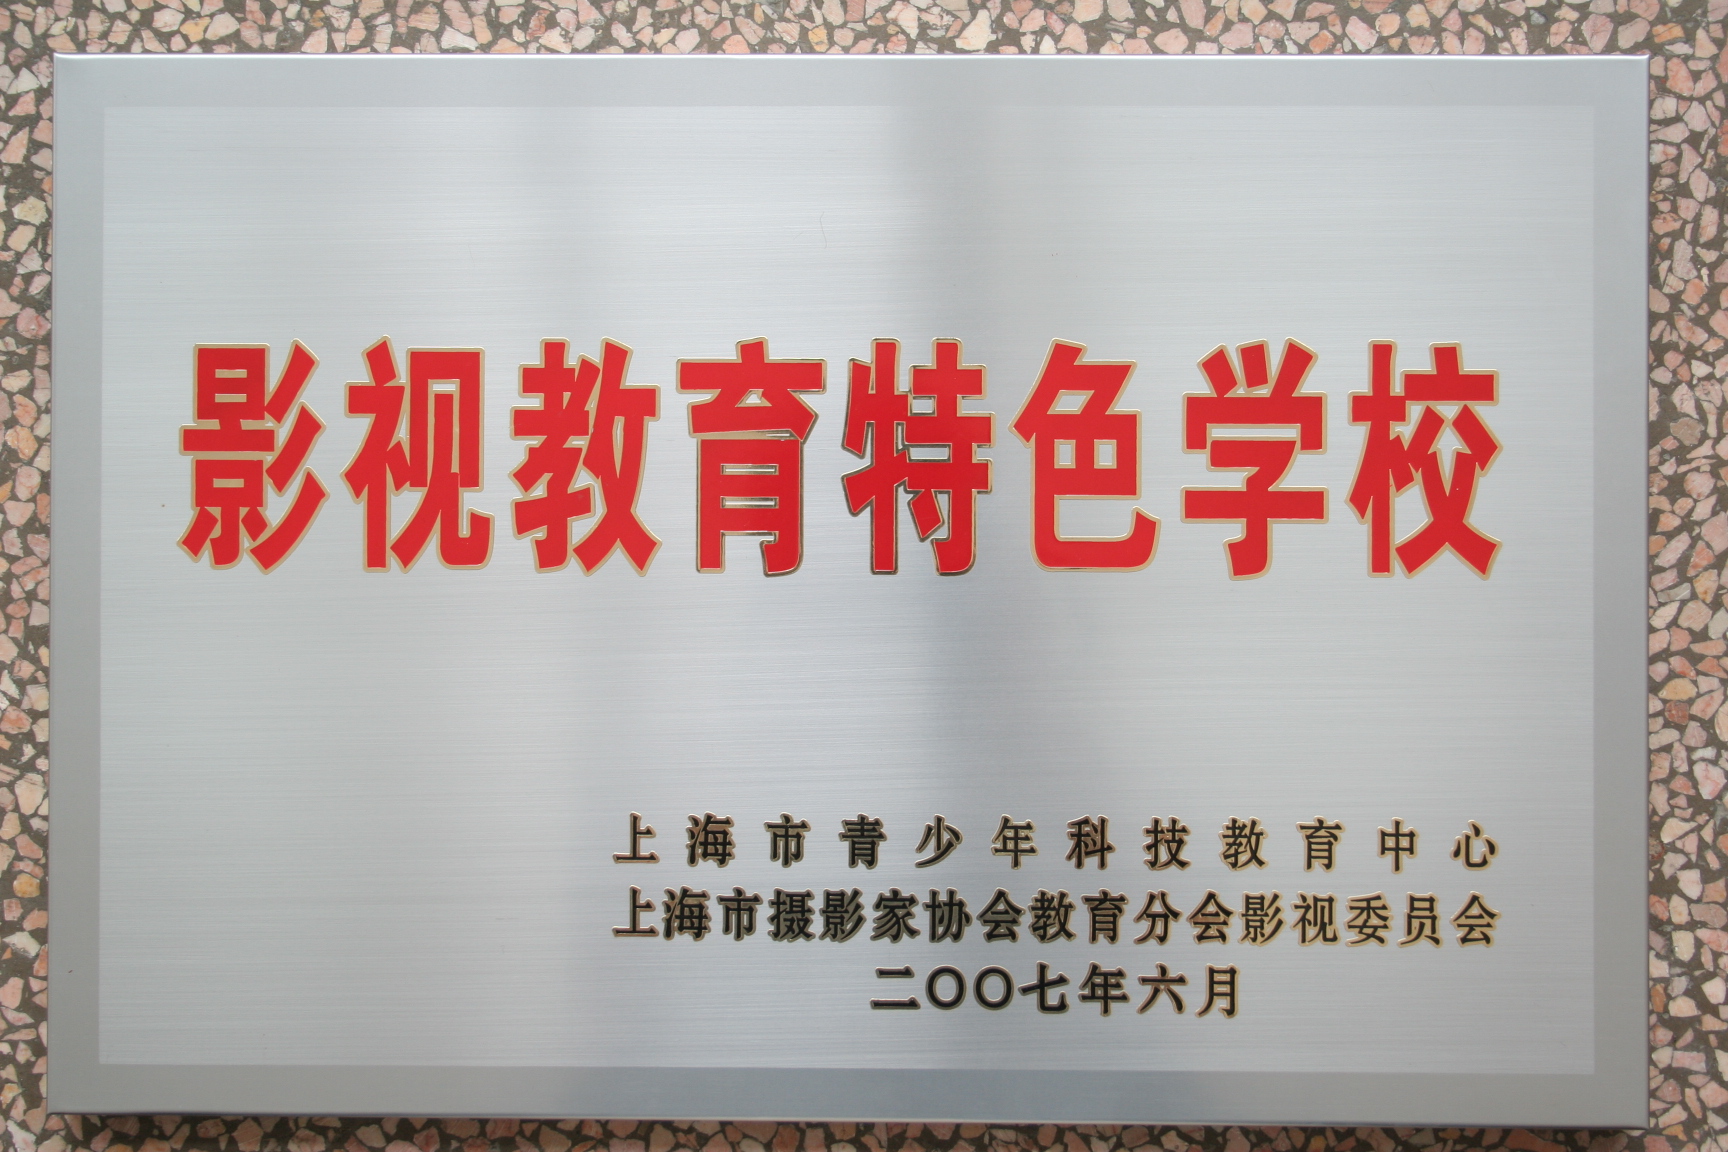 影视教育特色学校
上海市青少年科技教育中心
上海市摄影家协会教育分会影视委员会
二〇〇七年六月